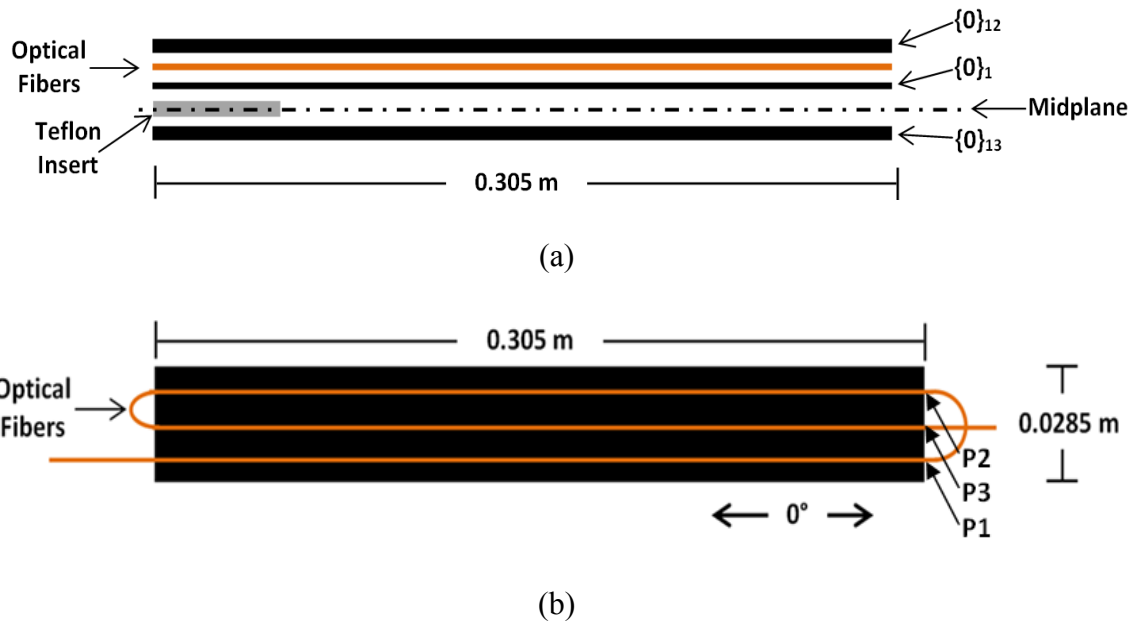 {0}₁₂
Optical
Fibers
{0}₁
Midplane
Teflon
Insert
{0}₁₃
0.305 m
(a)
0.305 m
Optical
Fibers
0.0285 m
P2
P3
0°
P1
(b)